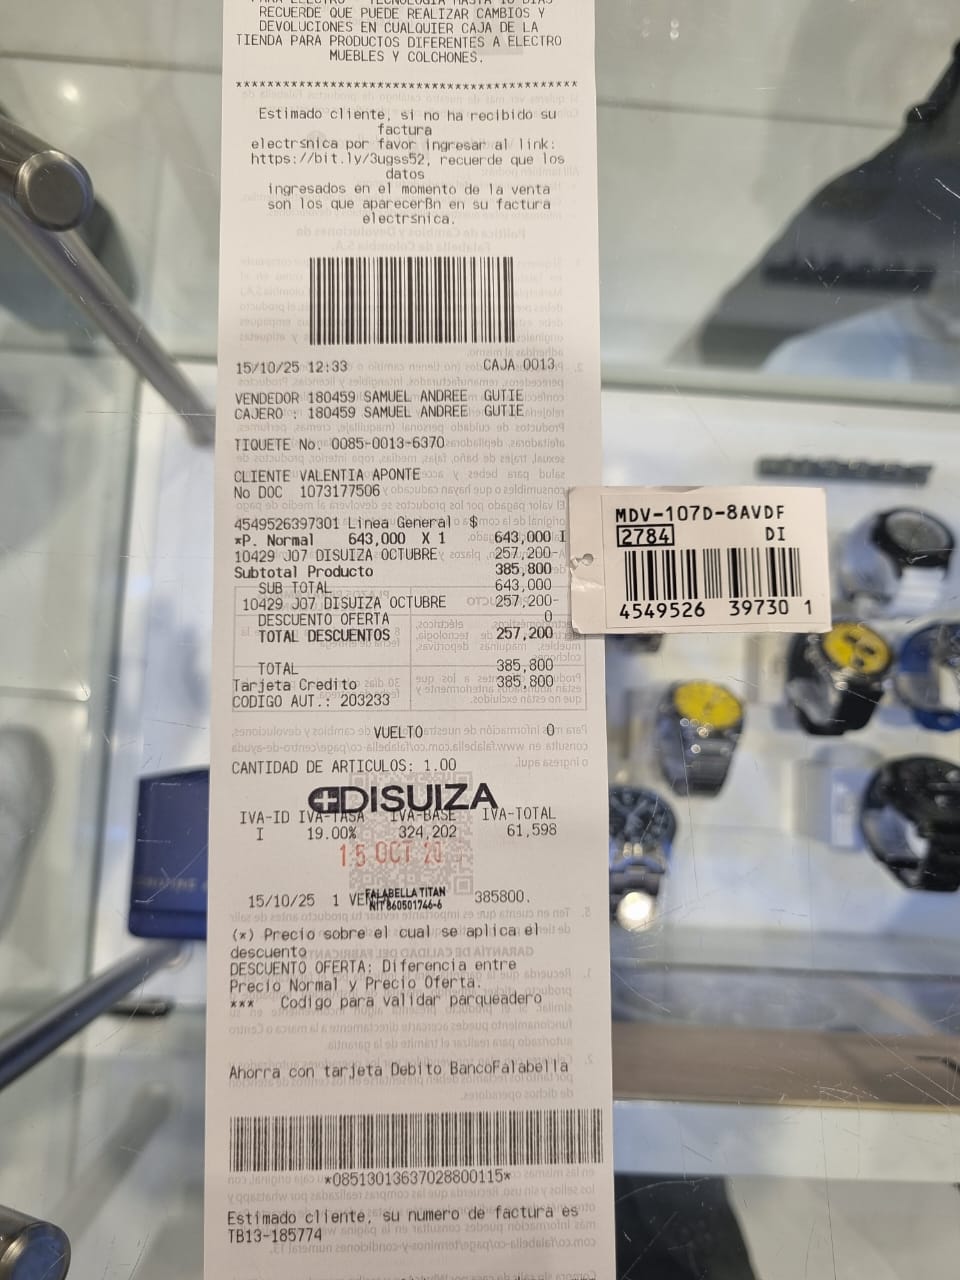 RECUERDE QUE PUEDE REALIZAR CAMBIOS Y
DEVOLUCIONES EN CUALQUIER CAJA DE LA
TIENDA PARA PRODUCTOS DIFERENTES A ELECTRO
MUEBLES Y COLCHONES.
******************************************
Estimado cliente, si no ha recibido su
factura
electrsnica por favor ingresar al link:
https://bit.ly/3ugss52, recuerde que los
datos
ingresados en el momento de la venta
son los que aparecerßn en su factura
electrsnica.
15/10/25 12:33 CAJA 0013
VENDEDOR 180459 SAMUEL ANDREE GUTIE
CAJERO : 180459 SAMUEL ANDREE GUTIE
TIQUETE No. 0085-0013-6370
CLIENTE VALENTIA APONTE
No DOC 1073177506
4549526397301 Linea General $
*P. Normal 643,000 X 1 643,000 I
10429 J07 DISUIZA OCTUBRE 257,200-
Subtotal Producto 385,800
SUB TOTAL 643,000
10429 J07 DISUIZA OCTUBRE 257,200-
DESCUENTO OFERTA 0
TOTAL DESCUENTOS 257,200
TOTAL 385,800
Tarjeta Credito 385,800
CODIGO AUT.: 203233
VUELTO 0
CANTIDAD DE ARTICULOS: 1.00
DISUIZA
IVA-ID IVA-TASA IVA-BASE IVA-TOTAL
I 19.00% 324,202 61,598
15 OCT 20
15/10/25 1 385800.
FALABELLA TITAN
NIT 860501746-6
(*) Precio sobre el cual se aplica el
descuento
DESCUENTO OFERTA: Diferencia entre
Precio Normal y Precio Oferta.
*** Codigo para validar parqueadero
Ahorra con tarjeta Debito BancoFalabella
*08513013637028800115*
Estimado cliente, su numero de factura es
TB13-185774
MDV-107D-8AVDF
2784 DI
4549526 39730 1